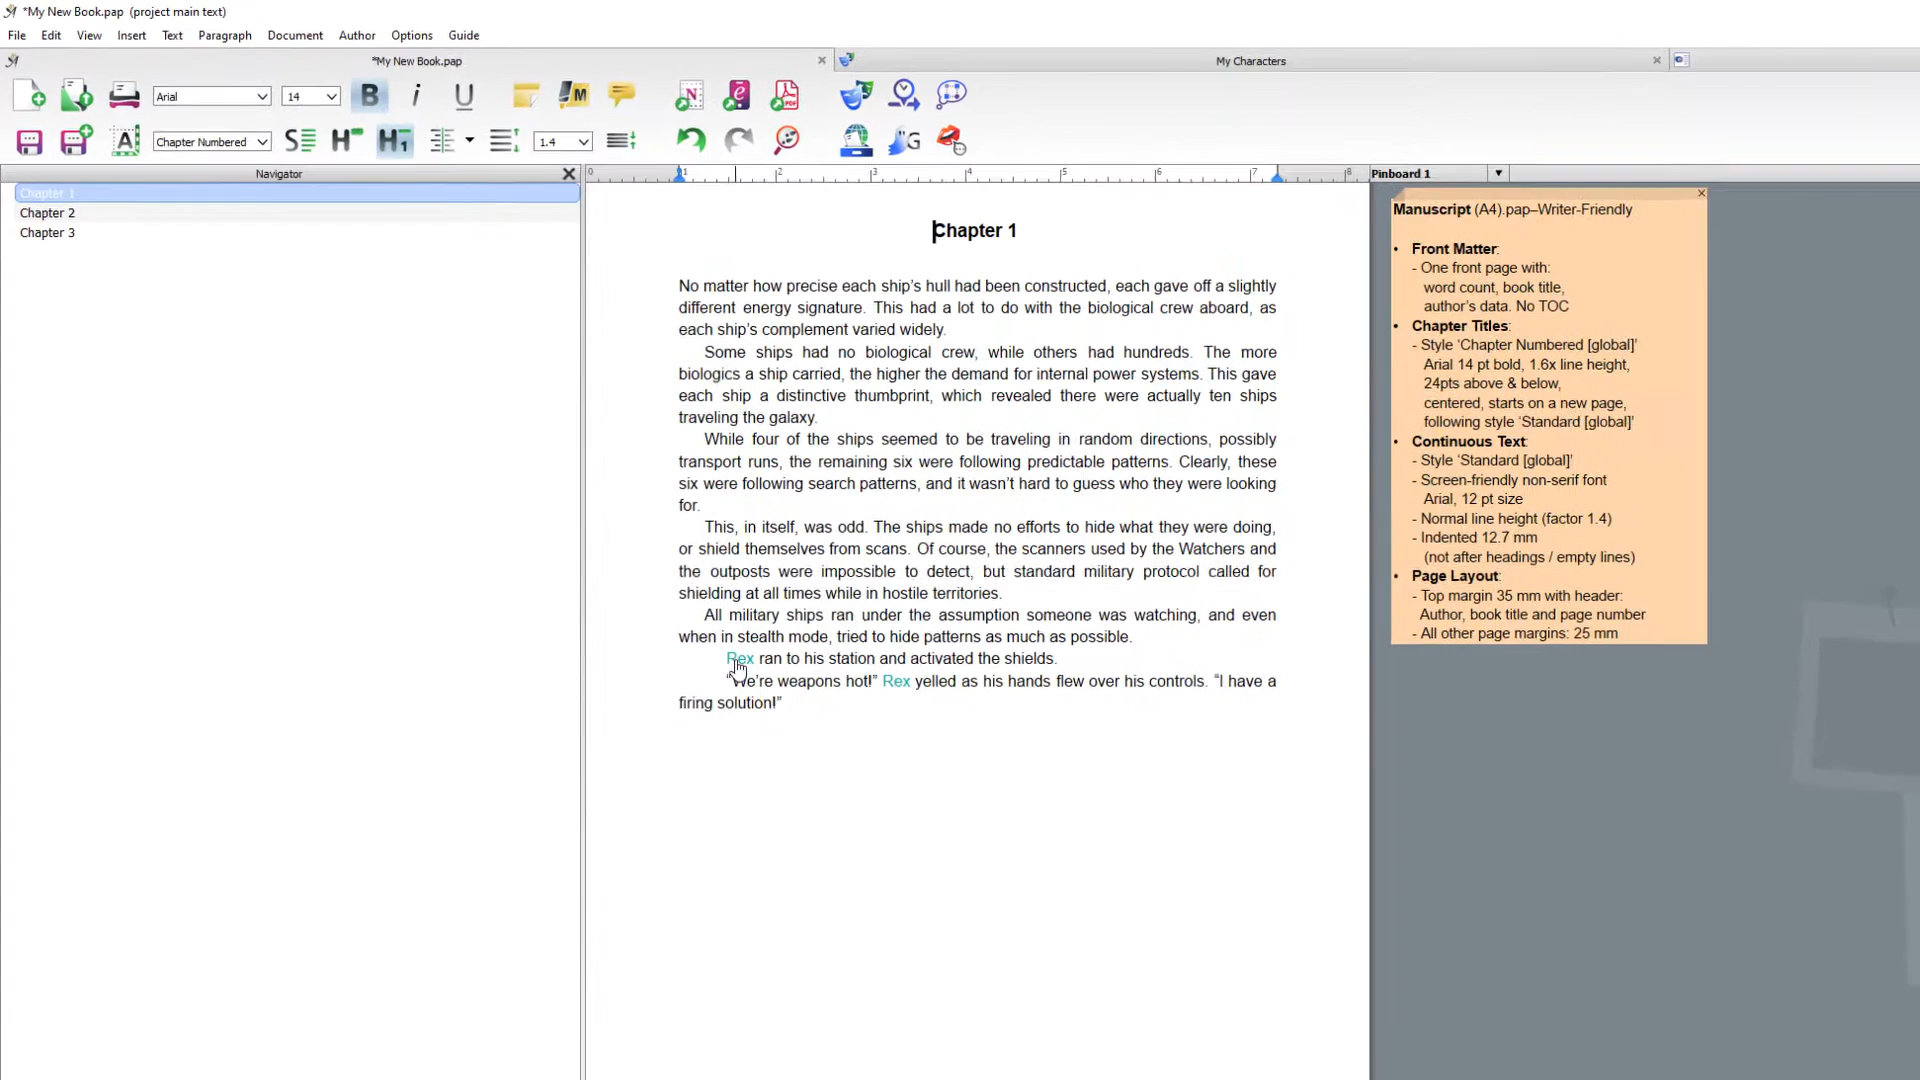 *My New Book.pap (project main text)
File Edit View Insert Text Paragraph Document Author Options Guide
*My New Book.pap
My Characters
Arial 14 B i U M N e PDF
A Chapter Numbered S H H1 1.4 G
Navigator
0 1 2 3 4 5 6 7 8
Pinboard 1
Chapter 1
Chapter 2
Chapter 3
Chapter 1
No matter how precise each ship’s hull had been constructed, each gave off a slightly
different energy signature. This had a lot to do with the biological crew aboard, as
each ship’s complement varied widely.
Some ships had no biological crew, while others had hundreds. The more
biologics a ship carried, the higher the demand for internal power systems. This gave
each ship a distinctive thumbprint, which revealed there were actually ten ships
traveling the galaxy.
While four of the ships seemed to be traveling in random directions, possibly
transport runs, the remaining six were following predictable patterns. Clearly, these
six were following search patterns, and it wasn’t hard to guess who they were looking
for.
This, in itself, was odd. The ships made no efforts to hide what they were doing,
or shield themselves from scans. Of course, the scanners used by the Watchers and
the outposts were impossible to detect, but standard military protocol called for
shielding at all times while in hostile territories.
All military ships ran under the assumption someone was watching, and even
when in stealth mode, tried to hide patterns as much as possible.
Rex ran to his station and activated the shields.
“We’re weapons hot!” Rex yelled as his hands flew over his controls. “I have a
firing solution!”
Manuscript (A4).pap–Writer-Friendly
• Front Matter:
- One front page with:
word count, book title,
author’s data. No TOC
• Chapter Titles:
- Style ‘Chapter Numbered [global]’
Arial 14 pt bold, 1.6x line height,
24pts above & below,
centered, starts on a new page,
following style ‘Standard [global]’
• Continuous Text:
- Style ‘Standard [global]’
- Screen-friendly non-serif font
Arial, 12 pt size
- Normal line height (factor 1.4)
- Indented 12.7 mm
(not after headings / empty lines)
• Page Layout:
- Top margin 35 mm with header:
Author, book title and page number
- All other page margins: 25 mm